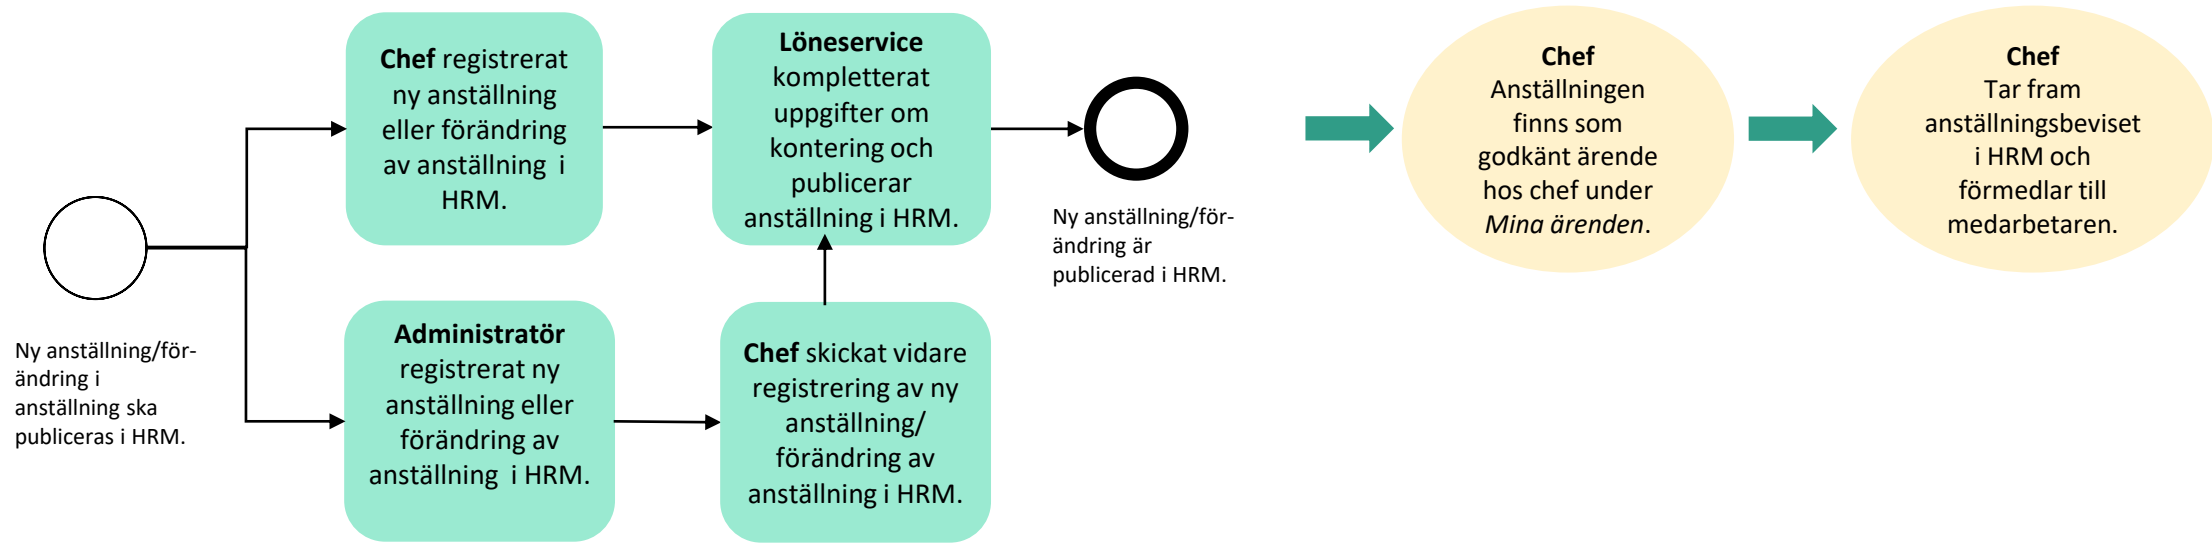 Ny anställning/för-
ändring i
anställning ska
publiceras i HRM.
Chef registrerat
ny anställning
eller förändring
av anställning i
HRM.
Administratör
registrerat ny
anställning eller
förändring av
anställning i HRM.
Chef skickat vidare
registrering av ny
anställning/
förändring av
anställning i HRM.
Löneservice
kompletterat
uppgifter om
kontering och
publicerar
anställning i HRM.
Ny anställning/för-
ändring är
publicerad i HRM.
Chef
Anställningen
finns som
godkänt ärende
hos chef under
Mina ärenden.
Chef
Tar fram
anställningsbeviset
i HRM och
förmedlar till
medarbetaren.